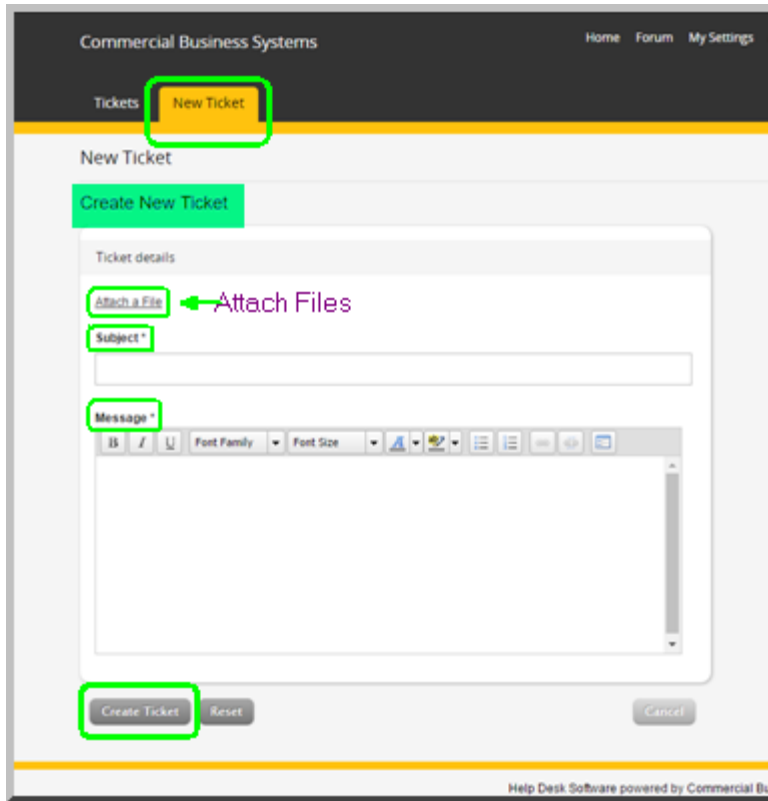 Commercial Business Systems
Home Forum My Settings
Tickets New Ticket
New Ticket
Create New Ticket
Ticket details
Attach a File Attach Files
Subject *
Message *
B I U Font Family Font Size A
Create Ticket Reset Cancel
Help Desk Software powered by Commercial Bu